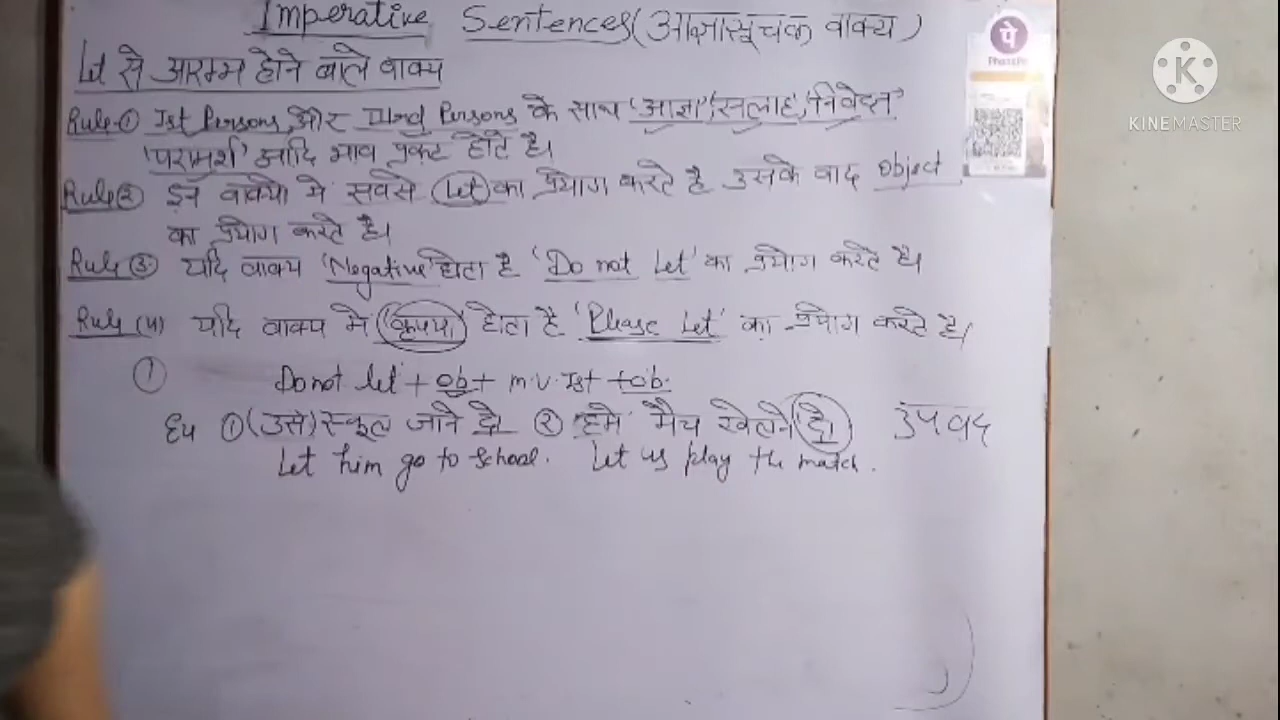 Imperative Sentences (आज्ञासूचक वाक्य)
Let से आरम्भ होने वाले वाक्य
Rule-① Ist Persons और IIIrd Persons के साथ 'आज्ञा', 'सलाह', 'निवेदन'
'परामर्श' आदि भाव प्रकट होते है।
Rule② इन वाक्यो मे सबसे Let का प्रयोग करते है उसके बाद object
का प्रयोग करते है।
Rule③ यदि वाक्य 'Negative' होता है 'Do not Let' का प्रयोग करते है।
Rule (4) यदि वाक्य मे (कृपया) होता है 'Please Let' का प्रयोग करते है।
① Do not let + ob + m.v. Ist + ob.
Ex ① (उसे) स्कूल जाने दो ② हमे मैच खेलने दो। उपवद
Let him go to school. Let us play the match.
पे
PhonePe
K
KINEMASTER